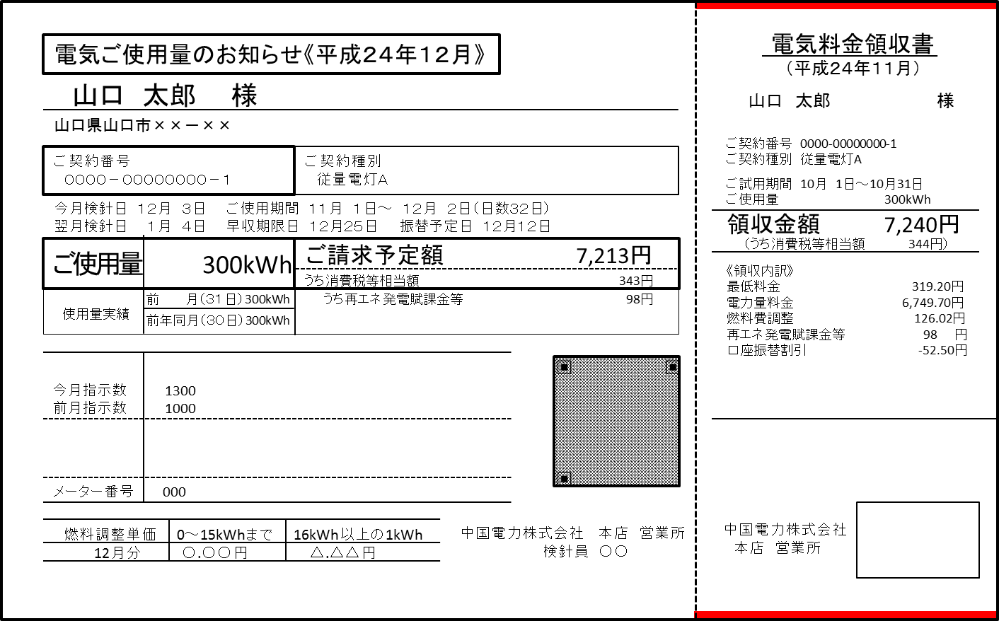 電気ご使用量のお知らせ《平成２４年１２月》
山口　太郎　様
山口県山口市××－××
ご契約番号
００００－００００００００－１
ご契約種別
従量電灯A
今月検針日 １２月　３日　ご使用期間 １１月　１日～　１２月　２日（日数３２日）
翌月検針日　１月　４日　早収期限日 １２月２５日　振替予定日 １２月１２日
ご使用量 300kWh
ご請求予定額 7,213円
うち消費税等相当額 343円
うち再エネ発電賦課金等 98円
使用量実績
前　月（３１日）300kWh
前年同月（３０日）300kWh
今月指示数 1300
前月指示数 1000
メーター番号 000
燃料調整単価 0～15kWhまで 16kWh以上の1kWh
12月分 ○.○○円 △.△△円
中国電力株式会社　本店　営業所
検針員　○○
電気料金領収書
（平成２４年１１月）
山口　太郎　様
ご契約番号 0000-00000000-1
ご契約種別 従量電灯A
ご試用期間 10月　1日～10月31日
ご使用量 300kWh
領収金額 7,240円
（うち消費税等相当額 344円）
《領収内訳》
最低料金 319.20円
電力量料金 6,749.70円
燃料費調整 126.02円
再エネ発電賦課金等 98 円
口座振替割引 -52.50円
中国電力株式会社
本店　営業所